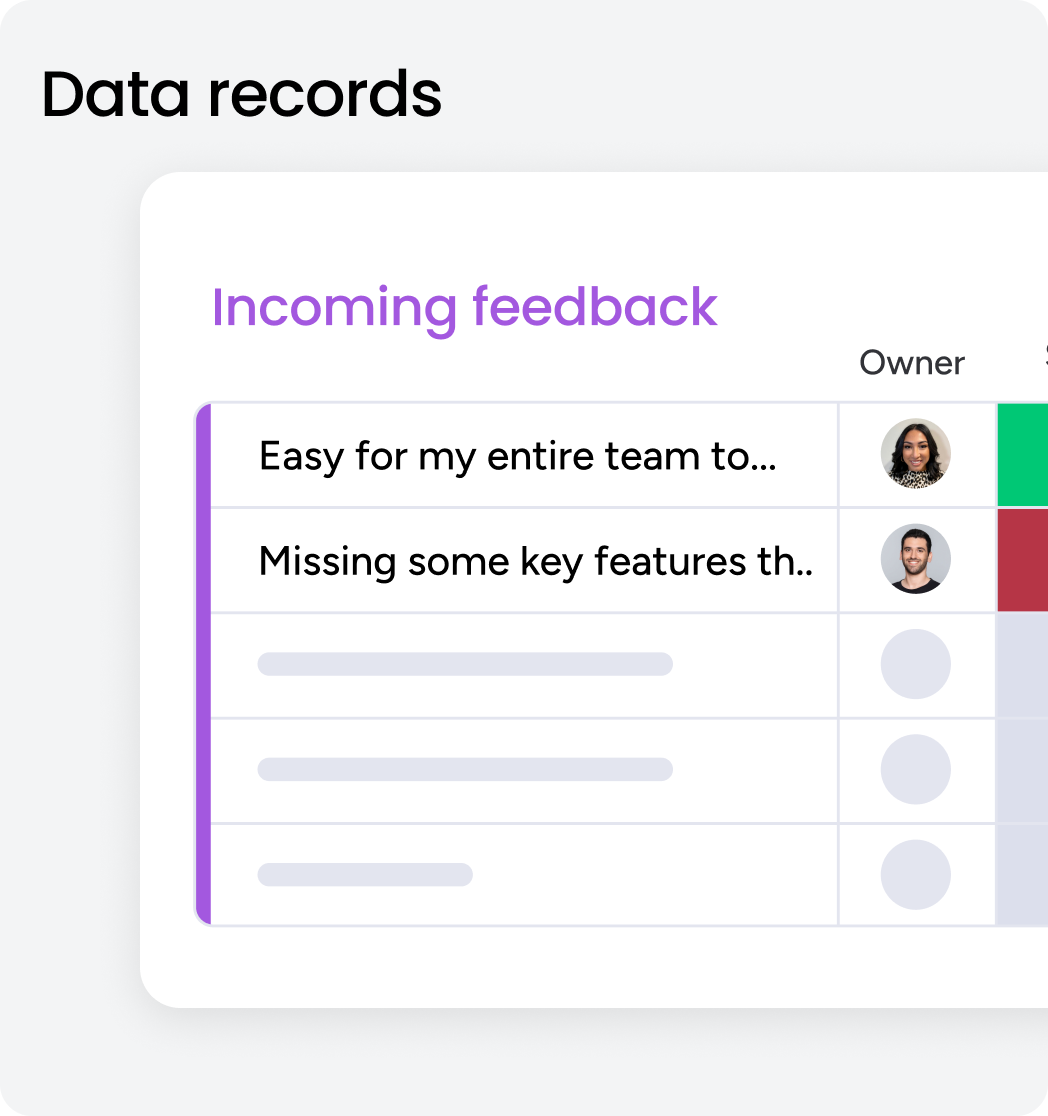 Data records
Incoming feedback
Owner
Easy for my entire team to...
Missing some key features th..